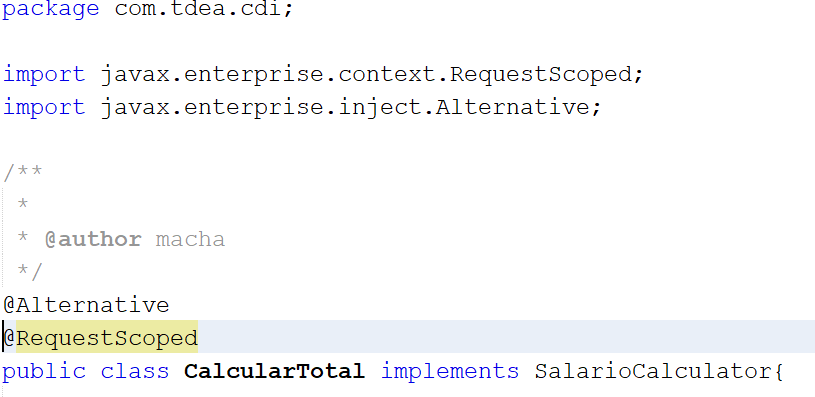 package com.tdea.cdi;
import javax.enterprise.context.RequestScoped;
import javax.enterprise.inject.Alternative;
/**
*
* @author macha
*/
@Alternative
@RequestScoped
public class CalcularTotal implements SalarioCalculator{